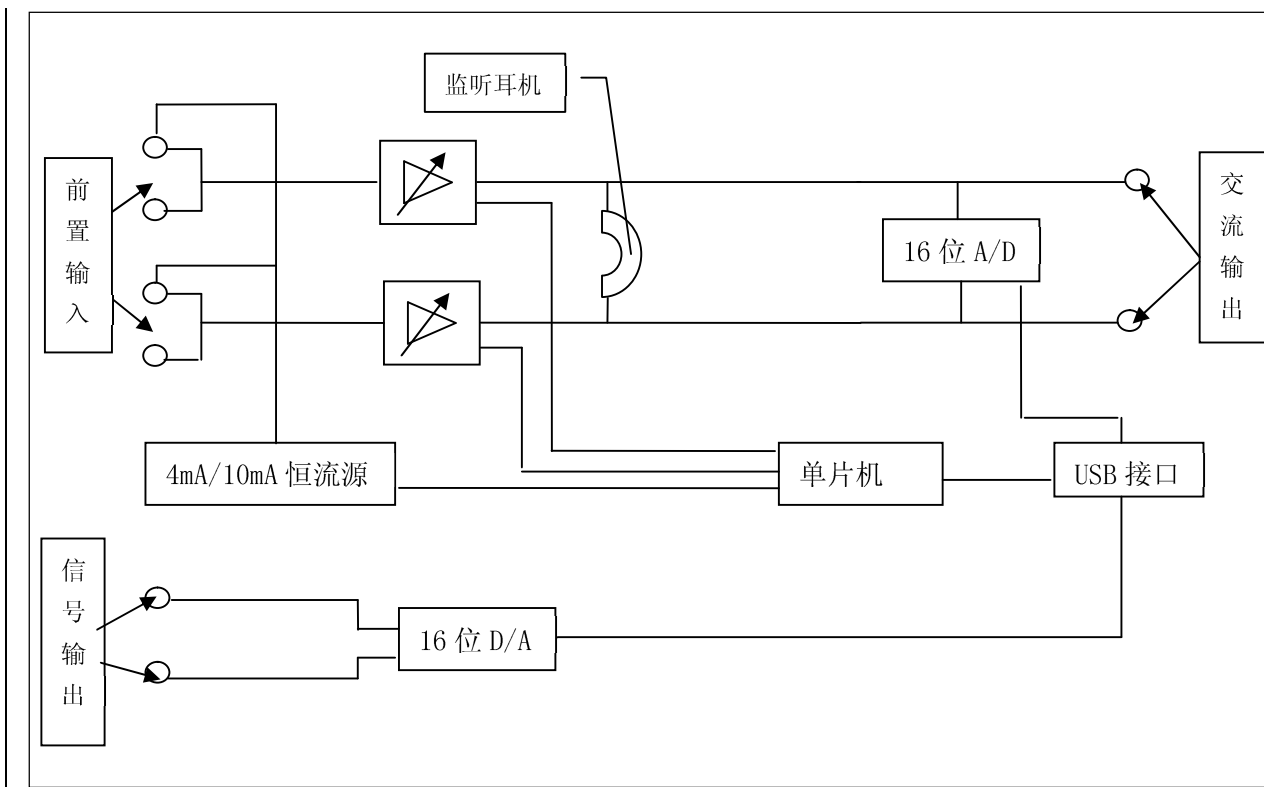 监听耳机
前置输入
交流输出
16 位 A/D
4mA/10mA 恒流源
单片机
USB 接口
信号输出
16 位 D/A